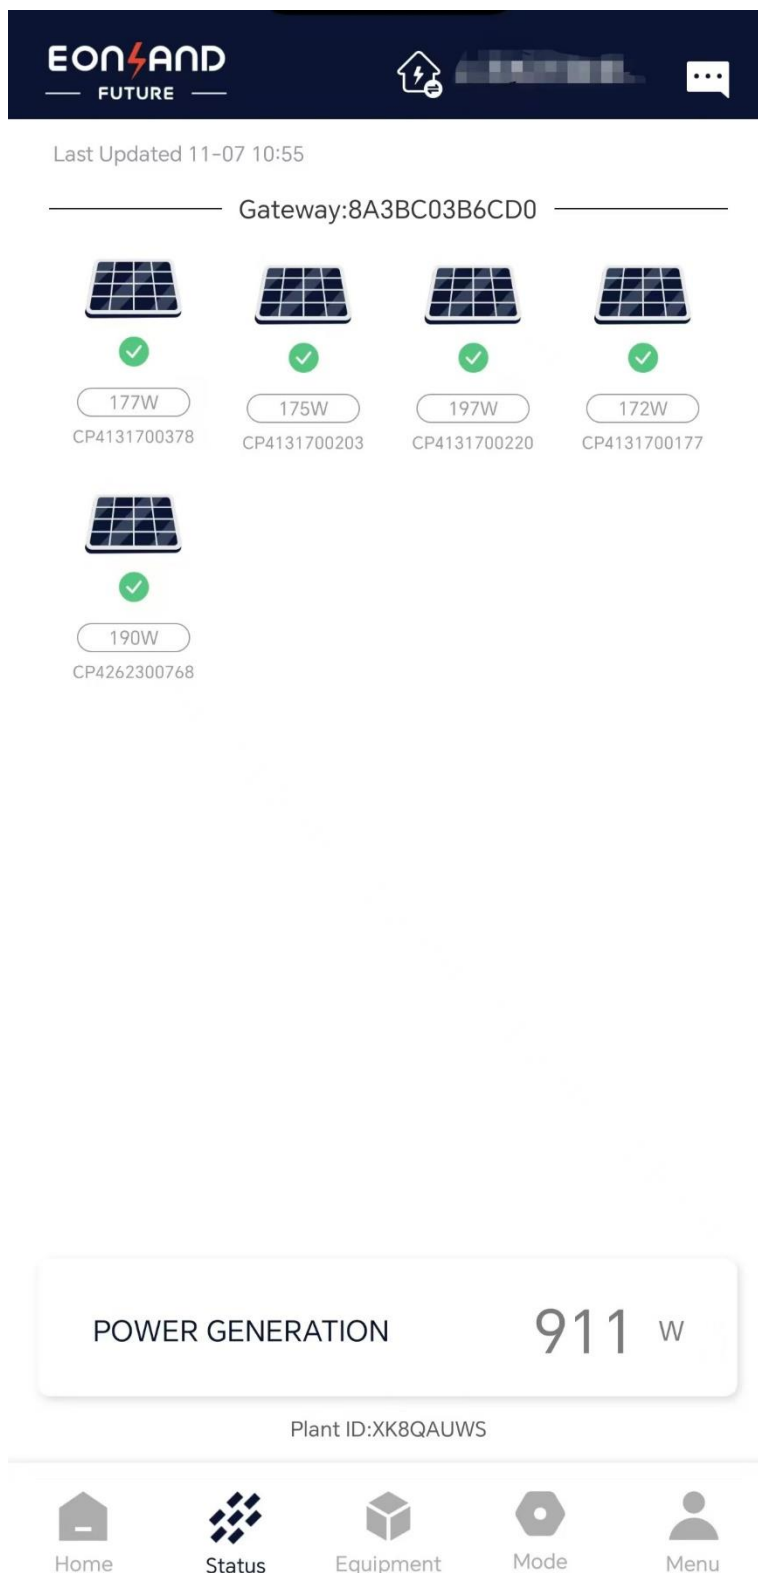 EONSAND
FUTURE
Last Updated 11-07 10:55
Gateway:8A3BC03B6CD0
177W 175W 197W 172W
CP4131700378 CP4131700203 CP4131700220 CP4131700177
190W
CP4262300768
POWER GENERATION 911 W
Plant ID:XK8QAUWS
Home Status Equipment Mode Menu